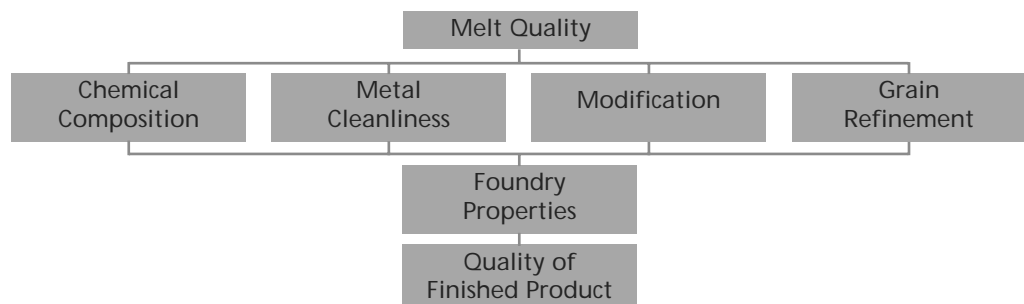 Melt Quality
Chemical
Composition
Metal
Cleanliness
Modification
Grain
Refinement
Foundry
Properties
Quality of
Finished Product